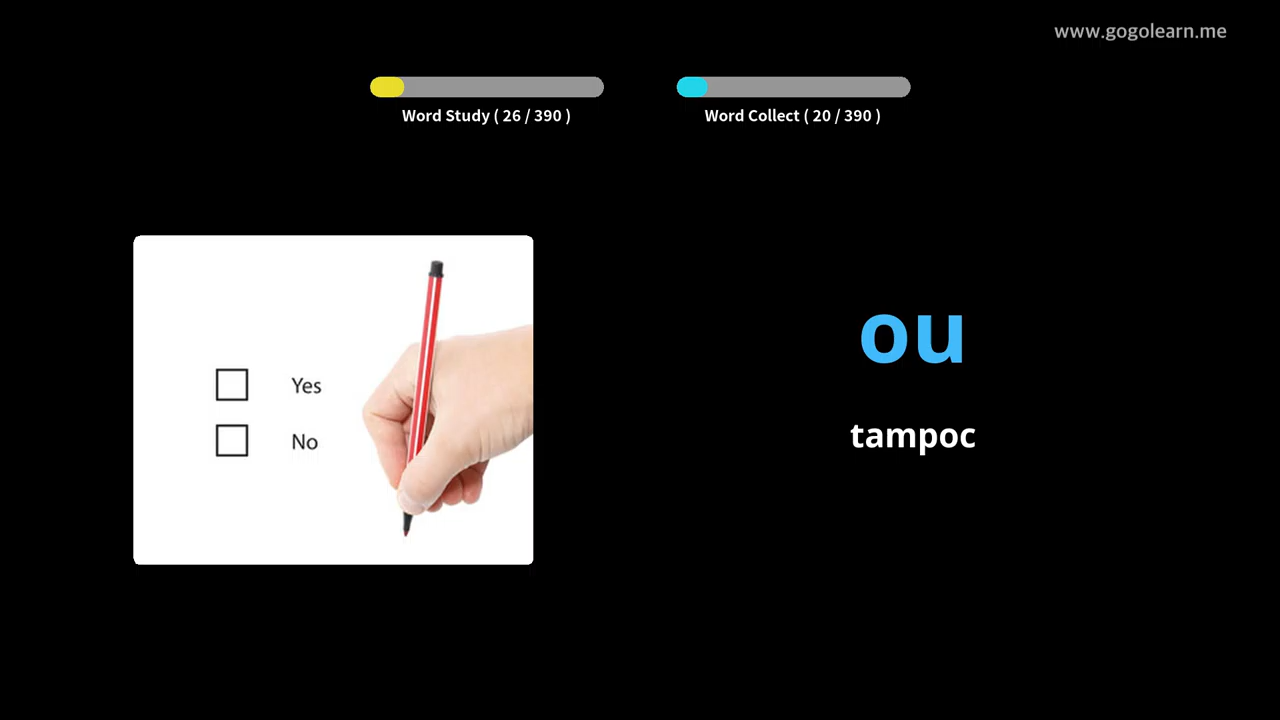 www.gogolearn.me
Word Study ( 26 / 390 )
Word Collect ( 20 / 390 )
Yes
No
ou
tampoc